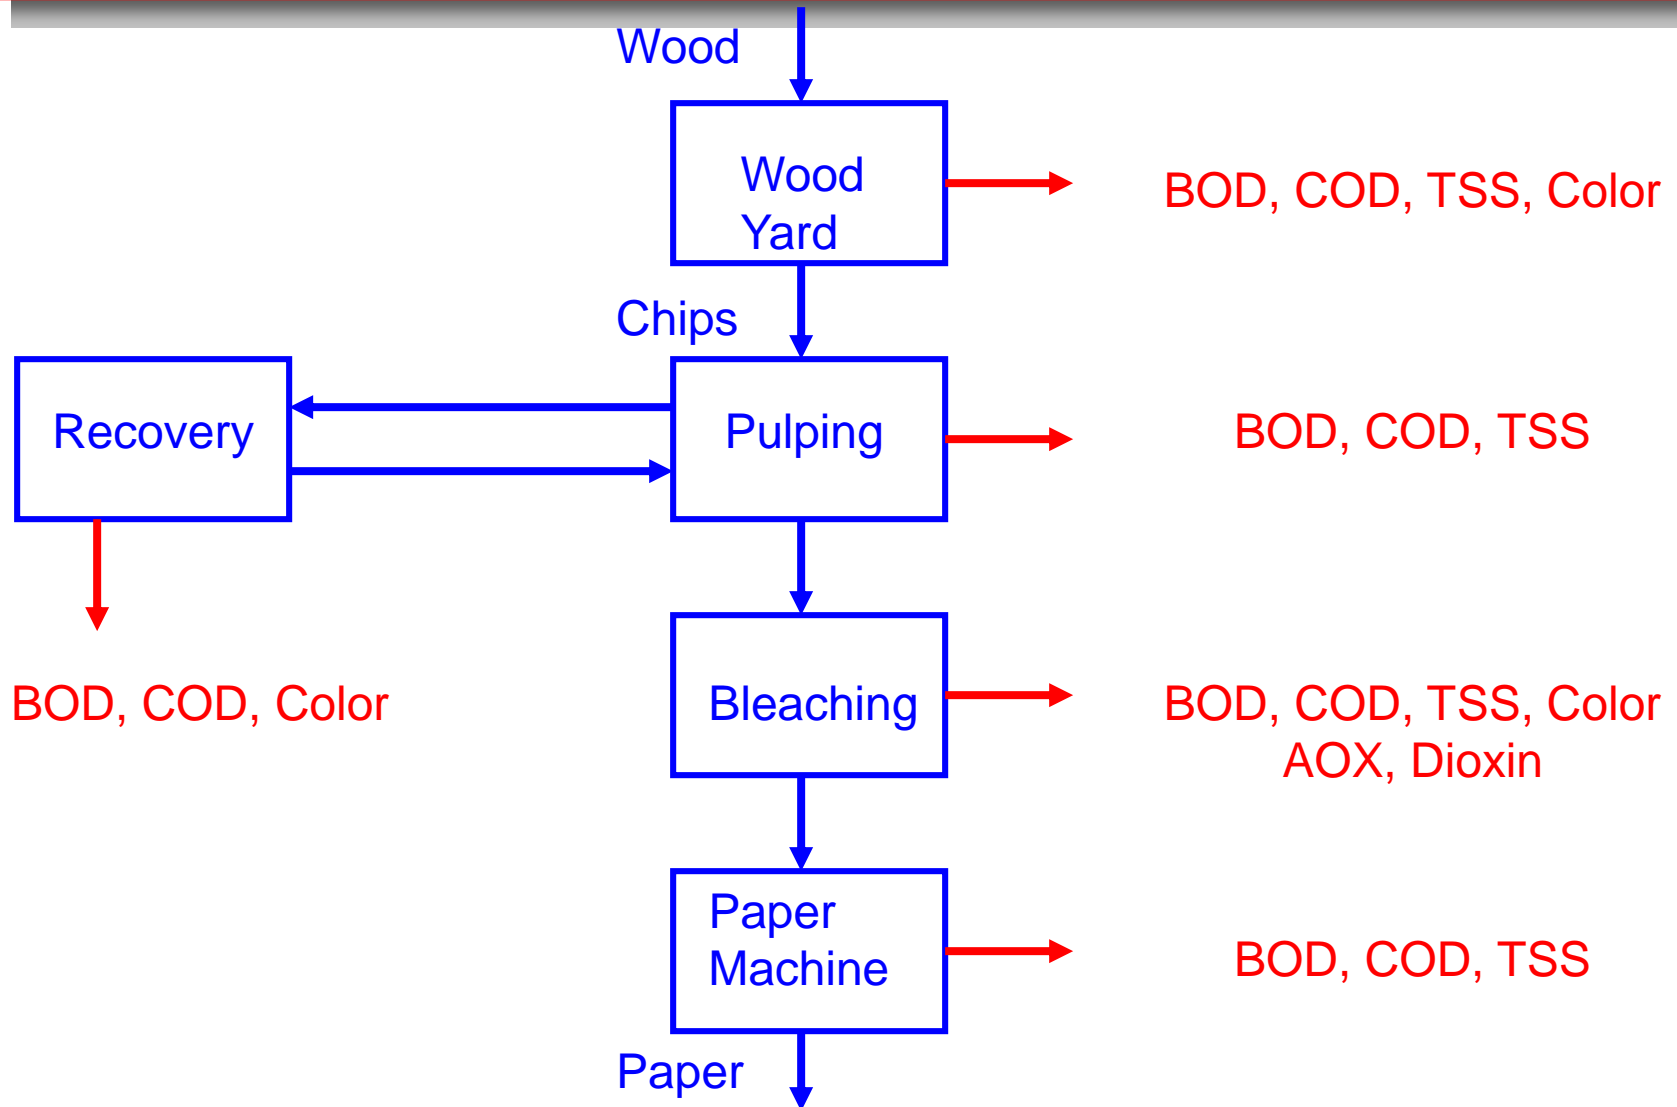 Wood
Wood
Yard
BOD, COD, TSS, Color
Chips
Recovery
Pulping
BOD, COD, TSS
BOD, COD, Color
Bleaching
BOD, COD, TSS, Color
AOX, Dioxin
Paper
Machine
BOD, COD, TSS
Paper